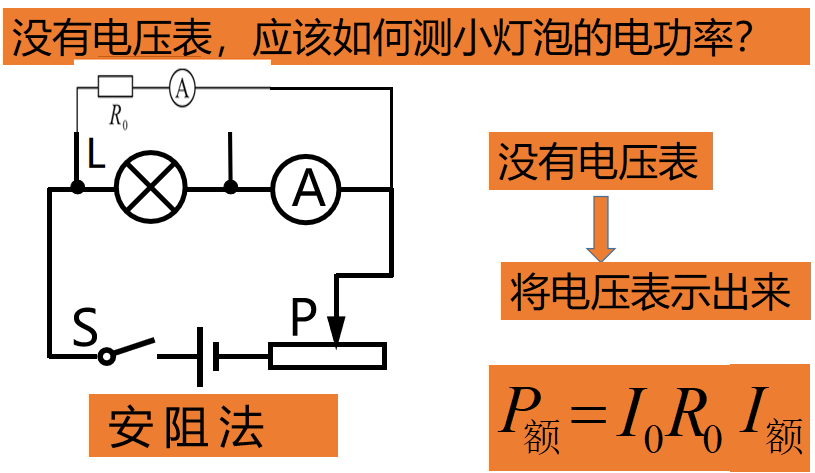 没有电压表，应该如何测小灯泡的电功率？
A
R₀
L
A
没有电压表
将电压表示出来
P
S
安阻法
P额=I₀R₀ I额